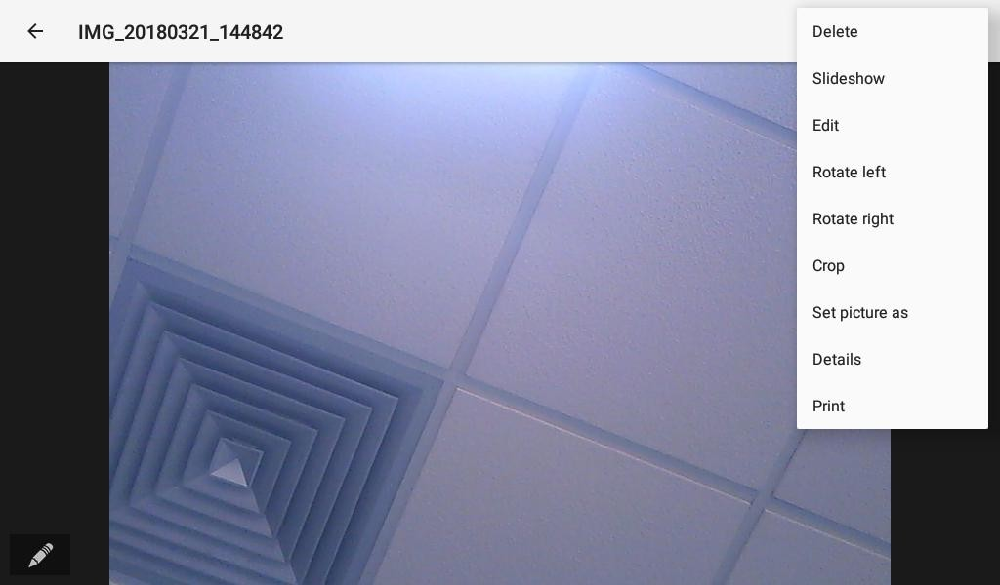 IMG_20180321_144842
Delete
Slideshow
Edit
Rotate left
Rotate right
Crop
Set picture as
Details
Print